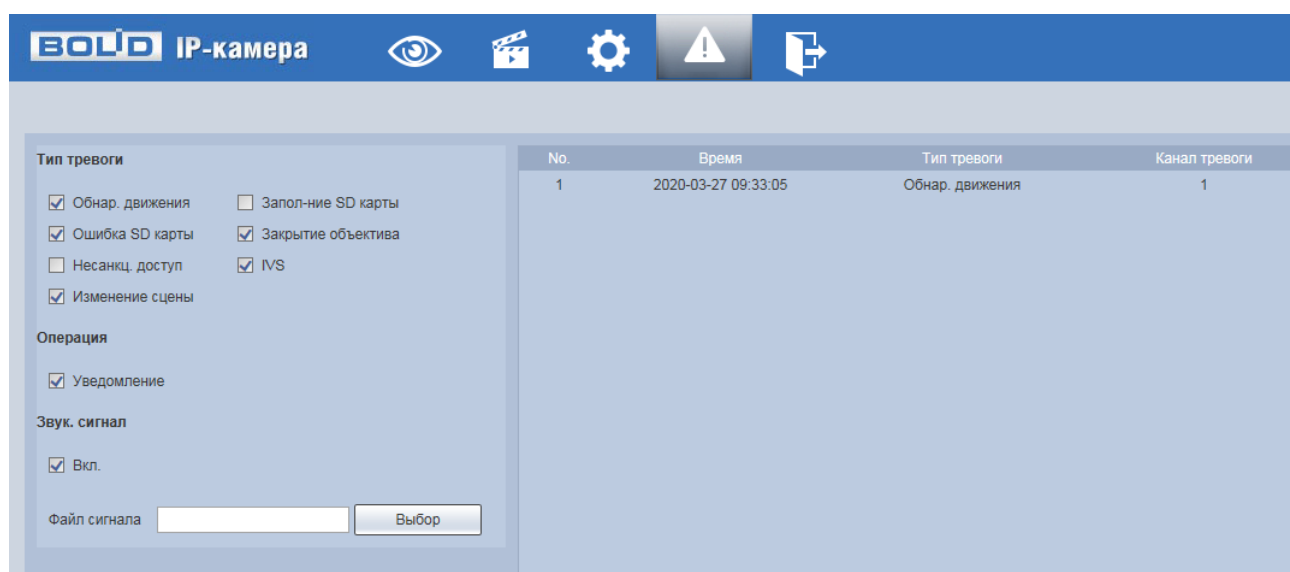 BOLID IP-камера
Тип тревоги
Обнар. движения Запол-ние SD карты
Ошибка SD карты Закрытие объектива
Несанкц. доступ IVS
Изменение сцены
Операция
Уведомление
Звук. сигнал
Вкл.
Файл сигнала Выбор
No. Время Тип тревоги Канал тревоги
1 2020-03-27 09:33:05 Обнар. движения 1